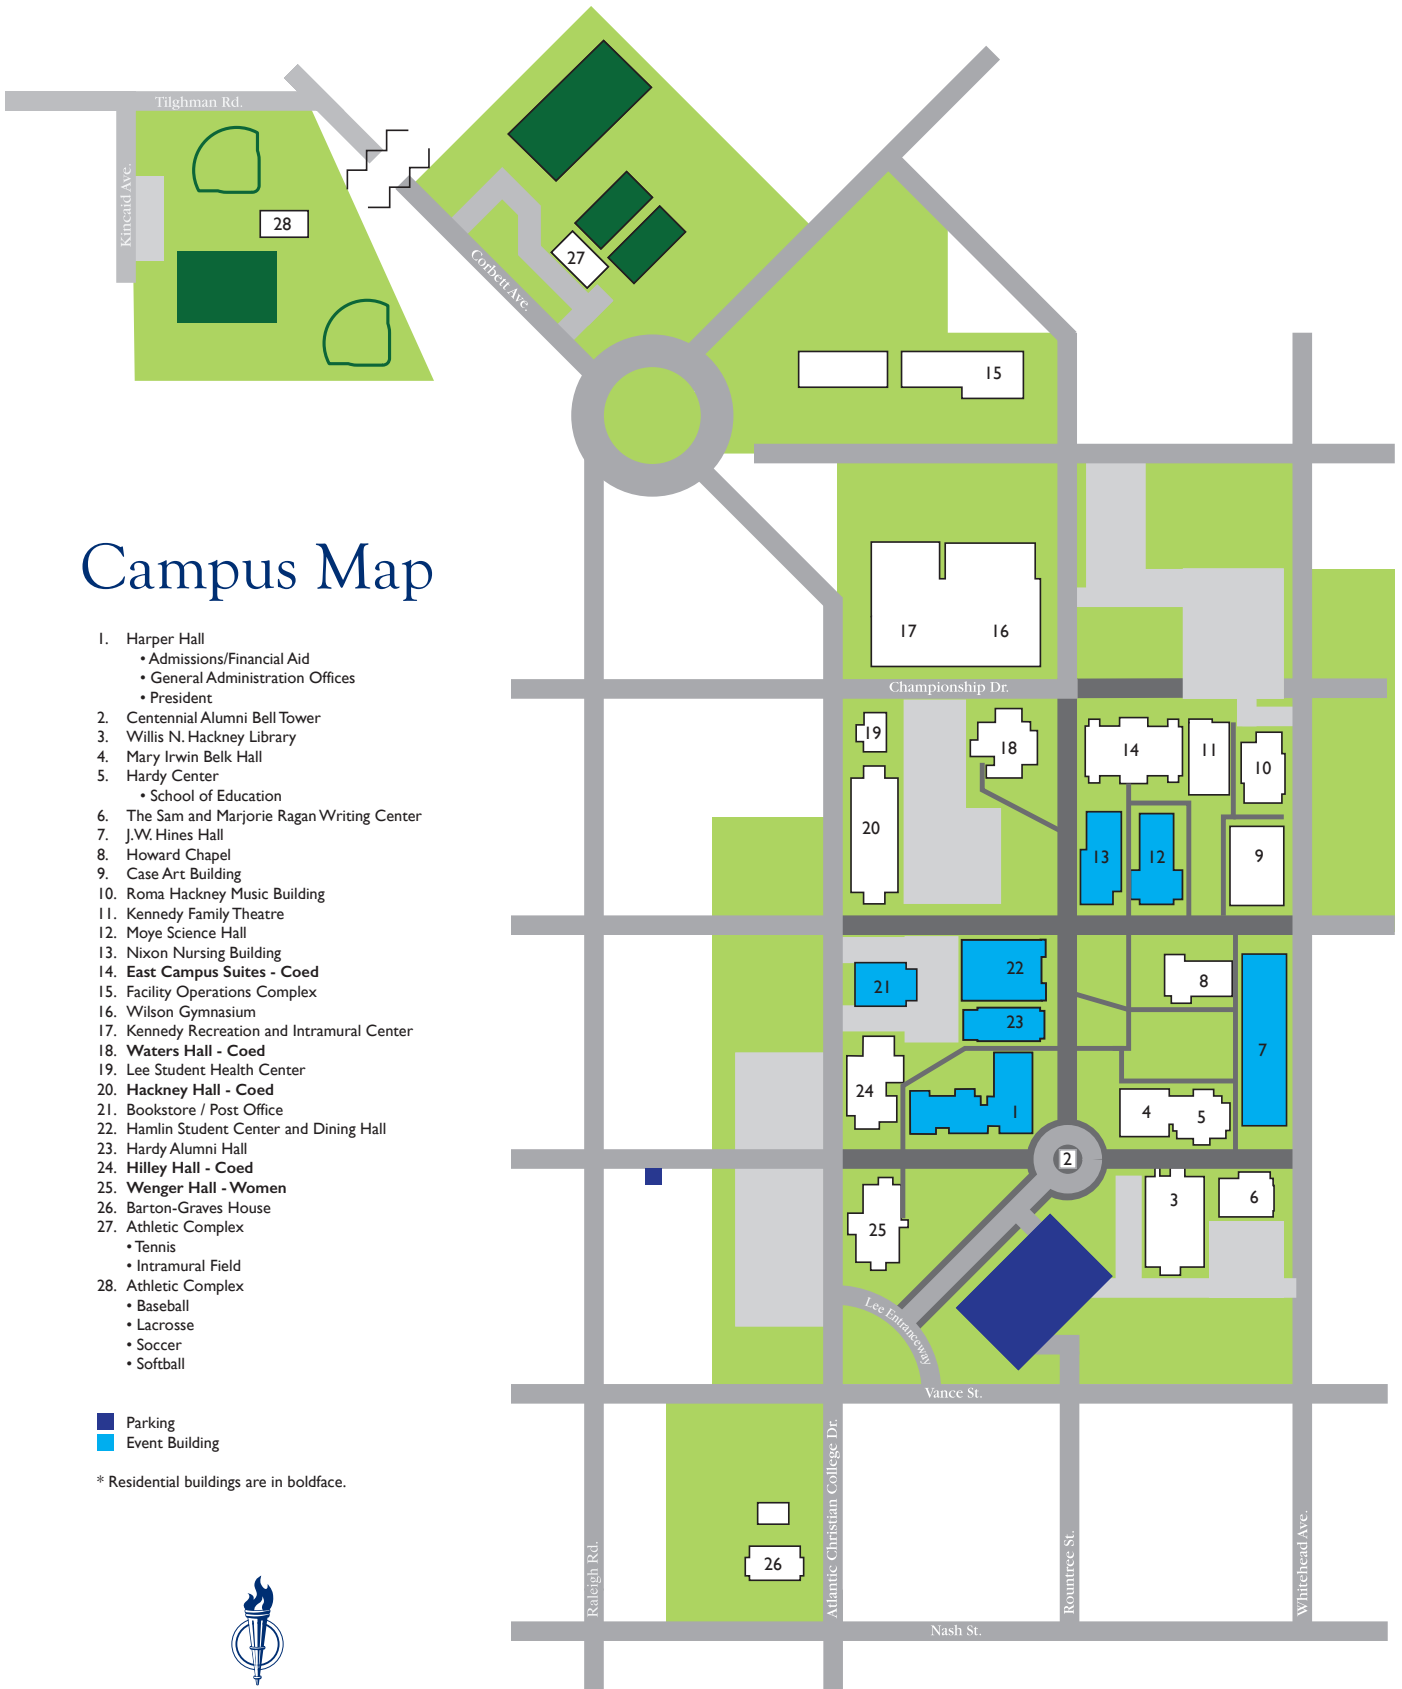 Tilghman Rd.
Kincaid Ave.
28
27
Corbett Ave.
15
Campus Map
1. Harper Hall
• Admissions/Financial Aid
• General Administration Offices
• President
2. Centennial Alumni Bell Tower
3. Willis N. Hackney Library
4. Mary Irwin Belk Hall
5. Hardy Center
• School of Education
6. The Sam and Marjorie Ragan Writing Center
7. J.W. Hines Hall
8. Howard Chapel
9. Case Art Building
10. Roma Hackney Music Building
11. Kennedy Family Theatre
12. Moye Science Hall
13. Nixon Nursing Building
14. East Campus Suites - Coed
15. Facility Operations Complex
16. Wilson Gymnasium
17. Kennedy Recreation and Intramural Center
18. Waters Hall - Coed
19. Lee Student Health Center
20. Hackney Hall - Coed
21. Bookstore / Post Office
22. Hamlin Student Center and Dining Hall
23. Hardy Alumni Hall
24. Hilley Hall - Coed
25. Wenger Hall - Women
26. Barton-Graves House
27. Athletic Complex
• Tennis
• Intramural Field
28. Athletic Complex
• Baseball
• Lacrosse
• Soccer
• Softball
Parking
Event Building
* Residential buildings are in boldface.
17
16
Championship Dr.
19
18
14
11
10
20
13
12
9
22
21
8
23
7
24
1
4
5
2
3
6
25
Lee Entranceway
Vance St.
26
Raleigh Rd.
Atlantic Christian College Dr.
Rountree St.
Whitehead Ave.
Nash St.